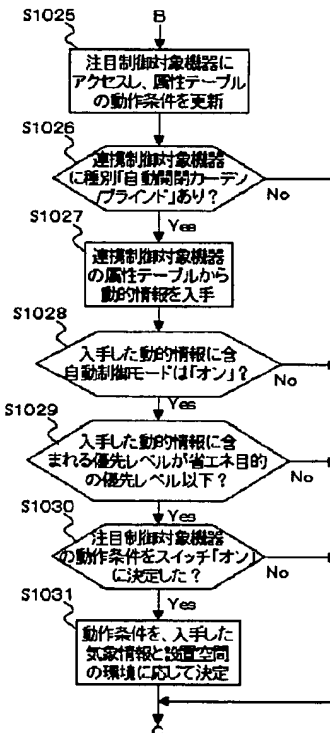 S1025
B
注目制御対象機器に
アクセスし、属性テーブル
の動作条件を更新
S1026
連携制御対象機器
に種別「自動開閉カーテン
/ブラインド」あり?
No
Yes
S1027
連携制御対象機器
の属性テーブルから
動的情報を入手
S1028
入手した動的情報に含
自動制御モードは「オン」?
No
Yes
S1029
入手した動的情報に含
まれる優先レベルが省エネ目的
の優先レベル以下?
No
Yes
S1030
注目制御対象機器
の動作条件をスイッチ「オン」
に決定した?
No
Yes
S1031
動作条件を、入手した
気象情報と設置空間
の環境に応じて決定
C